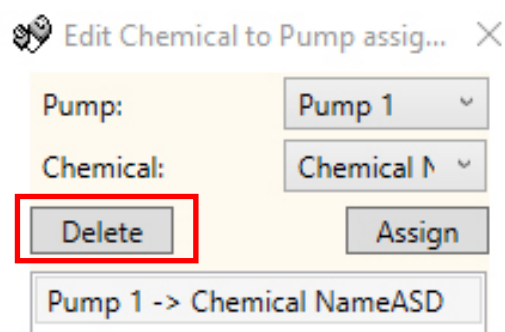 Edit Chemical to Pump assig...
Pump: Pump 1
Chemical: Chemical N
Delete Assign
Pump 1 -> Chemical NameASD